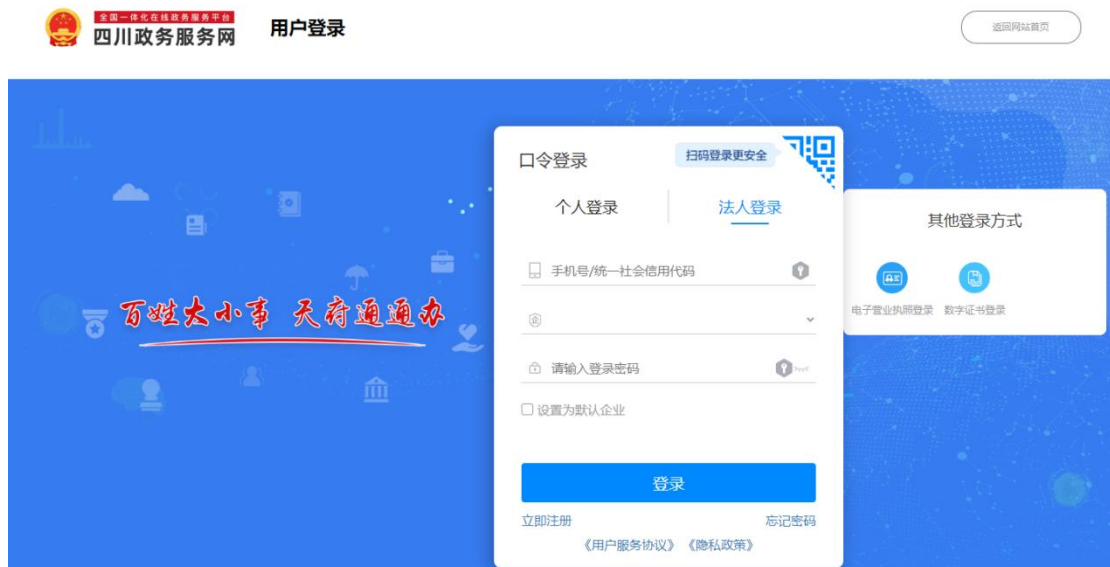 全国一体化在线政务服务平台
四川政务服务网
用户登录
返回网站首页
口令登录
扫码登录更安全
个人登录
法人登录
手机号/统一社会信用代码
请输入登录密码
设置为默认企业
登录
立即注册
忘记密码
《用户服务协议》 《隐私政策》
百姓大小事 天府通通办
其他登录方式
电子营业执照登录
数字证书登录